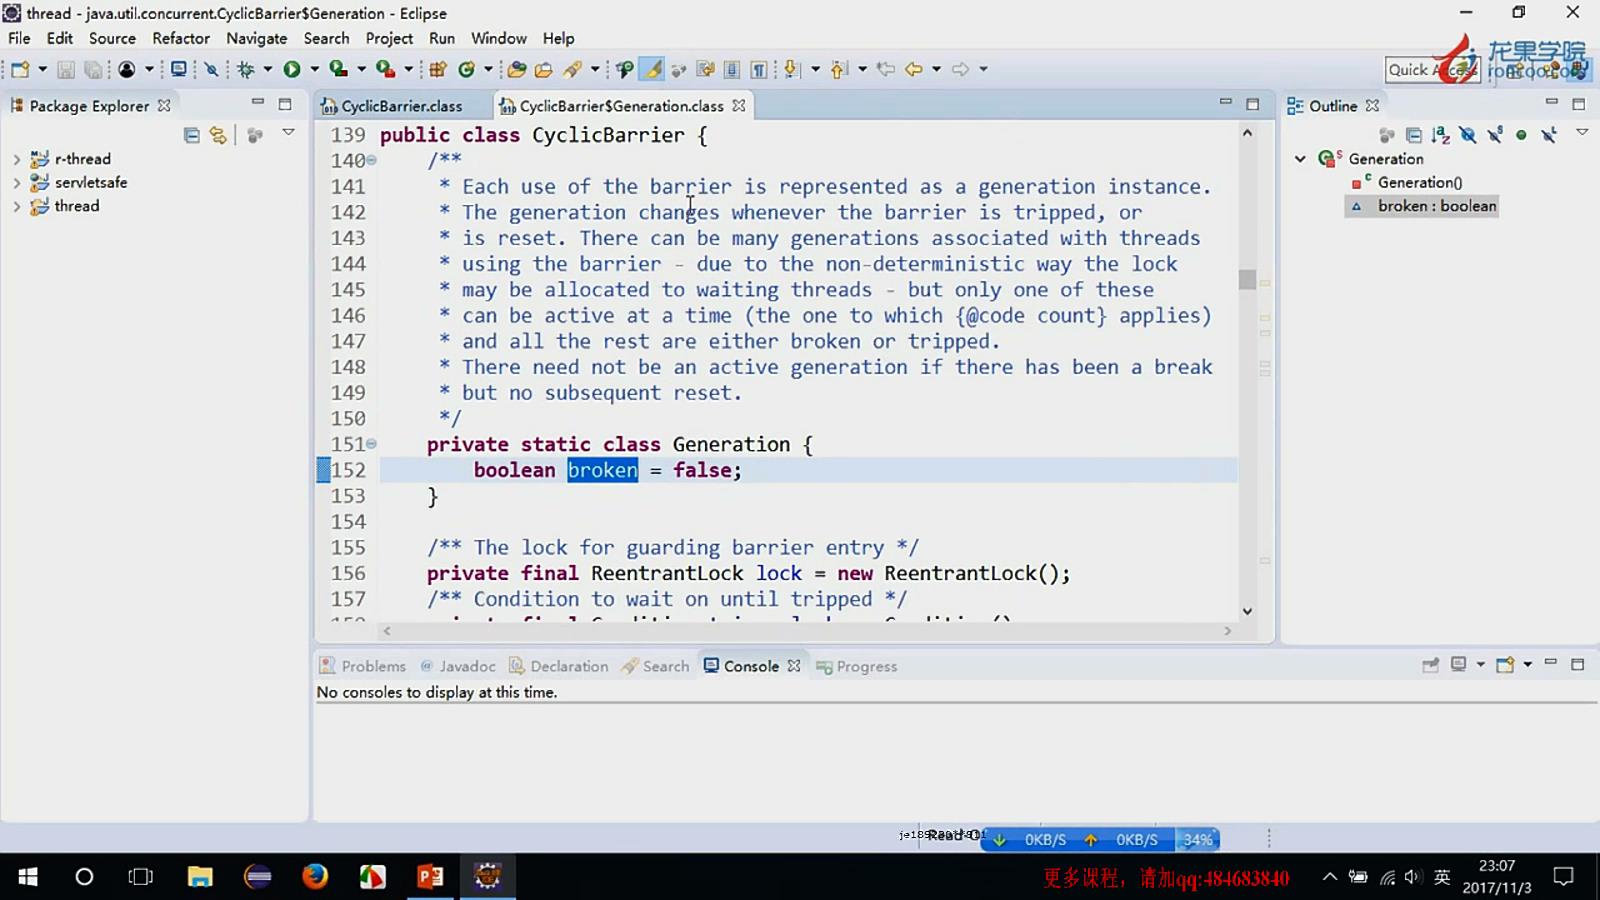 thread - java.util.concurrent.CyclicBarrier$Generation - Eclipse
File Edit Source Refactor Navigate Search Project Run Window Help
龙果学院
Quick
Package Explorer
CyclicBarrier.class
CyclicBarrier$Generation.class
Outline
r-thread
servletsafe
thread
139 public class CyclicBarrier {
140 /**
141 * Each use of the barrier is represented as a generation instance.
142 * The generation changes whenever the barrier is tripped, or
143 * is reset. There can be many generations associated with threads
144 * using the barrier - due to the non-deterministic way the lock
145 * may be allocated to waiting threads - but only one of these
146 * can be active at a time (the one to which {@code count} applies)
147 * and all the rest are either broken or tripped.
148 * There need not be an active generation if there has been a break
149 * but no subsequent reset.
150 */
151 private static class Generation {
152 boolean broken = false;
153 }
154
155 /** The lock for guarding barrier entry */
156 private final ReentrantLock lock = new ReentrantLock();
157 /** Condition to wait on until tripped */
Generation
Generation()
broken : boolean
Problems @ Javadoc Declaration Search Console Progress
No consoles to display at this time.
0KB/S 0KB/S 34%
更多课程，请加qq:484683840
英
23:07
2017/11/3